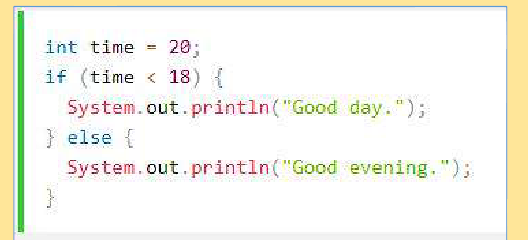 int time = 20;
if (time < 18) {
  System.out.println("Good day.");
} else {
  System.out.println("Good evening.");
}